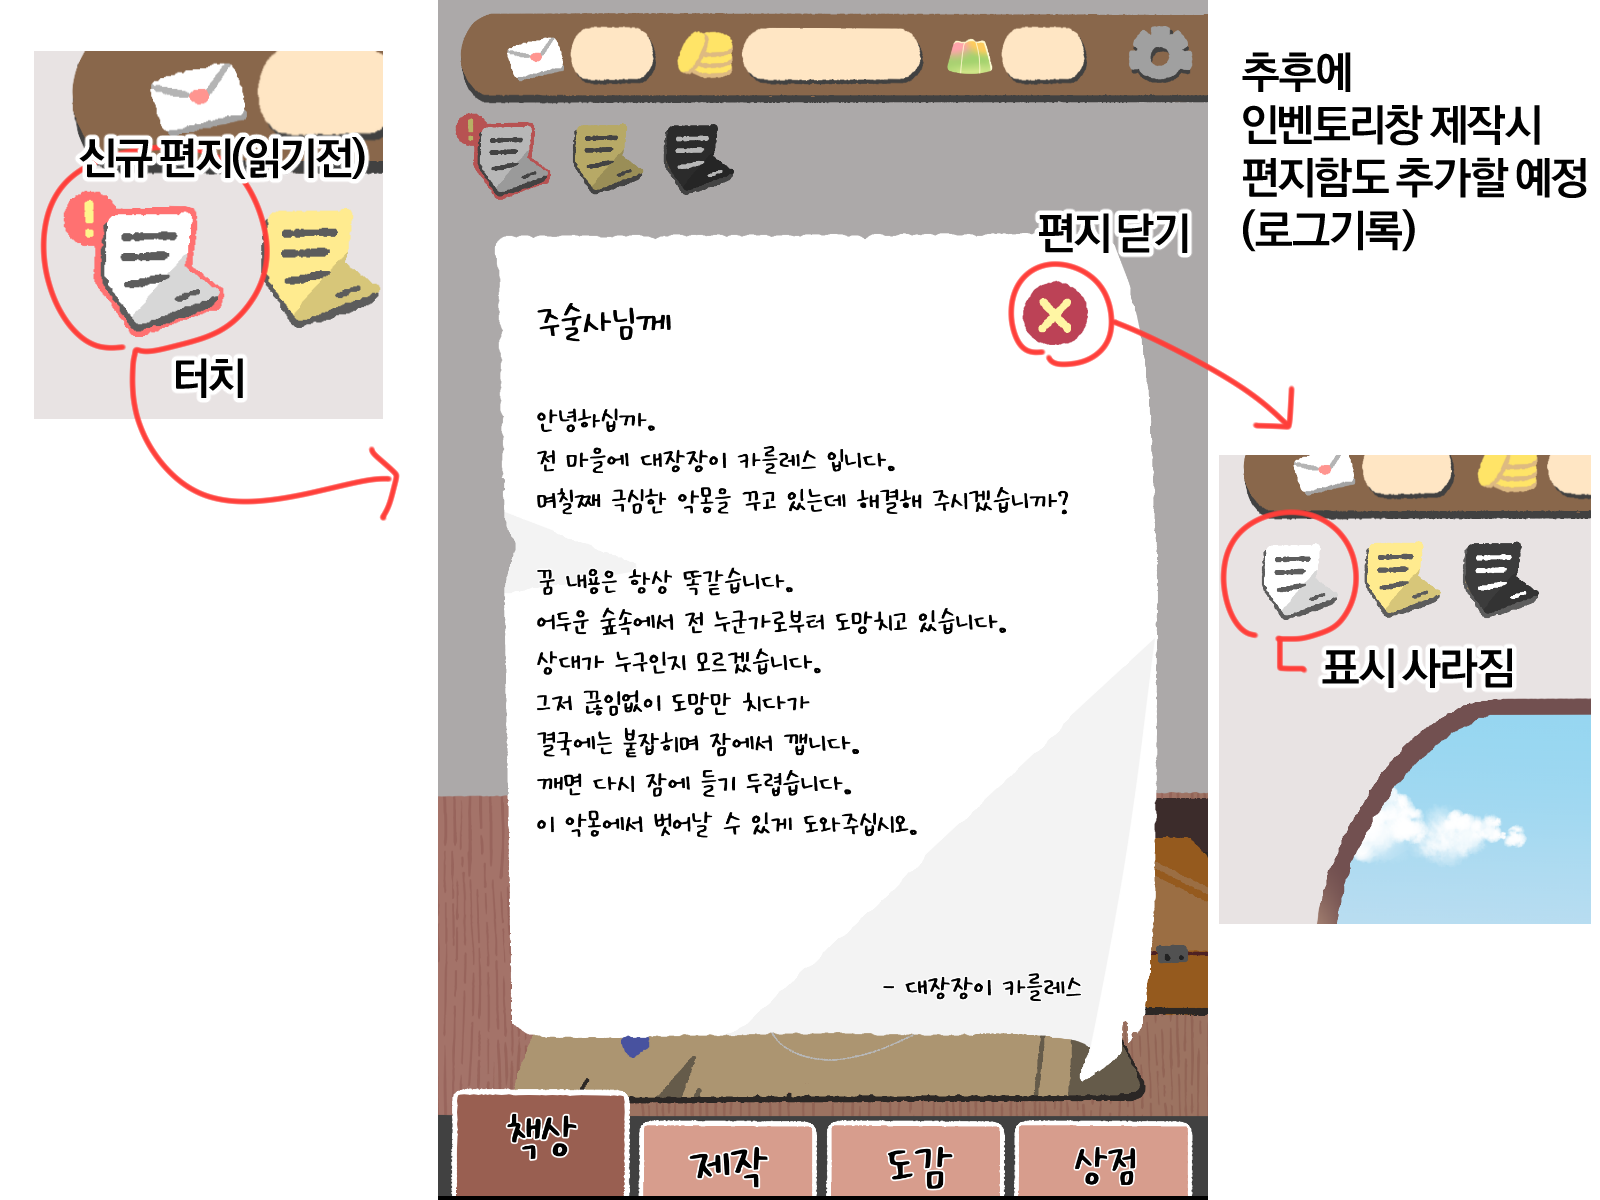 신규 편지(읽기전)
!
터치
!
편지 닫기
주술사님께
안녕하십까.
전 마을에 대장장이 카를레스 입니다.
며칠째 극심한 악몽을 꾸고 있는데 해결해 주시겠습니까?
꿈 내용은 항상 똑같습니다.
어두운 숲속에서 전 누군가로부터 도망치고 있습니다.
상대가 누구인지 모르겠습니다.
그저 끊임없이 도망만 치다가
결국에는 붙잡히며 잠에서 깹니다.
깨면 다시 잠에 들기 두렵습니다.
이 악몽에서 벗어날 수 있게 도와주십시오.
- 대장장이 카를레스
책상
제작
도감
상점
추후에
인벤토리창 제작시
편지함도 추가할 예정
(로그기록)
표시 사라짐